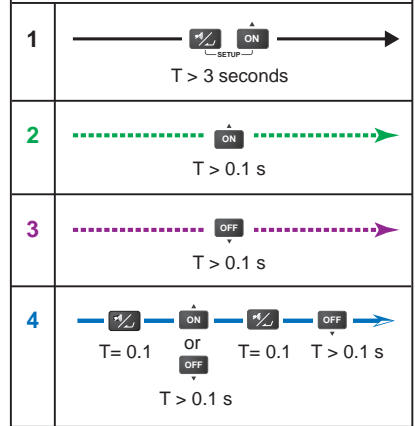 1
ON
SETUP
T > 3 seconds
2
ON
T > 0.1 s
3
OFF
T > 0.1 s
4
ON
OFF
T= 0.1
or
T= 0.1
T > 0.1 s
OFF
T > 0.1 s